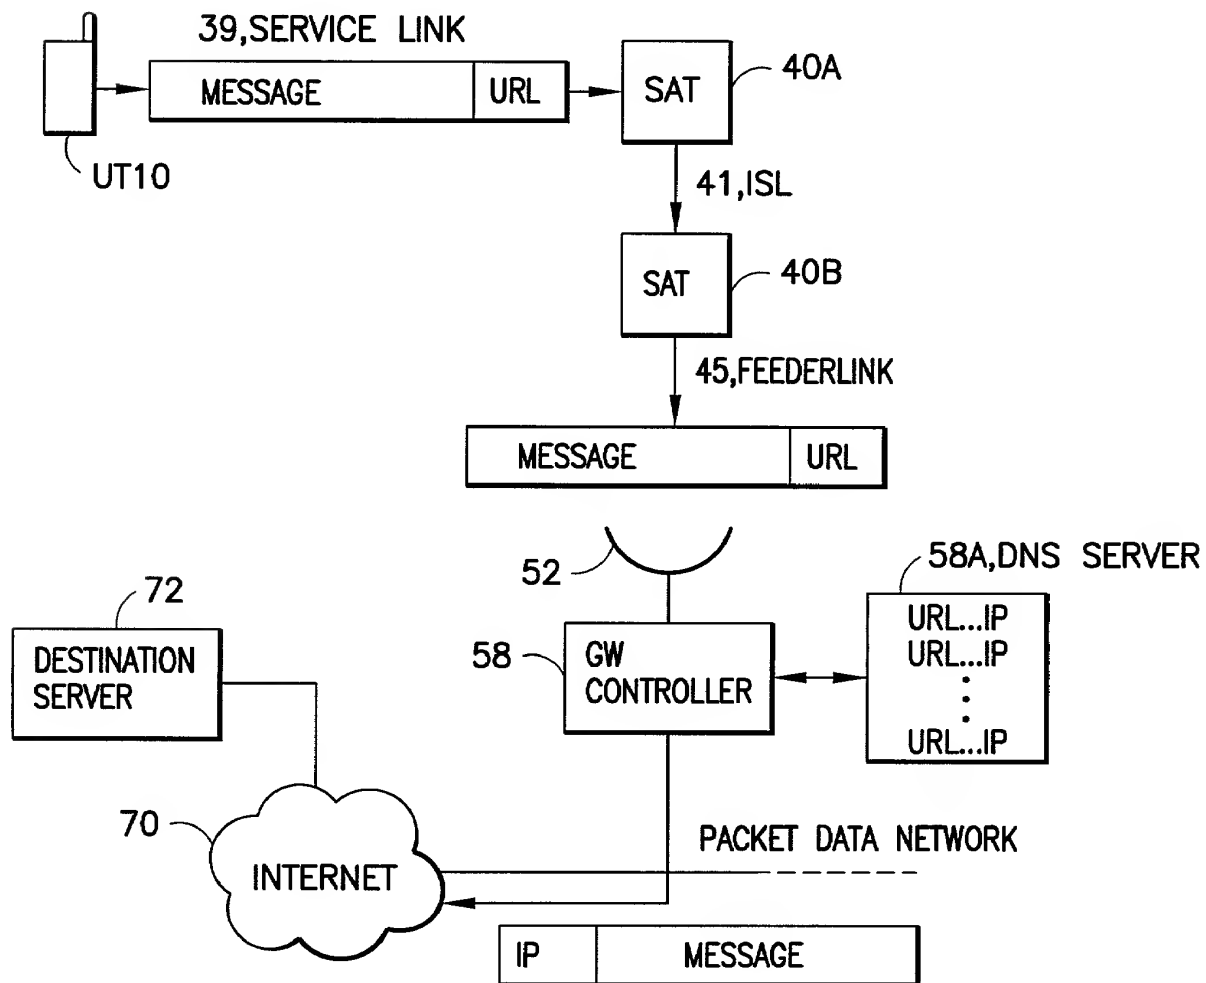 39,SERVICE LINK
MESSAGE
URL
SAT
40A
UT10
41,ISL
SAT
40B
45,FEEDERLINK
MESSAGE
URL
52
58A,DNS SERVER
72
URL...IP
URL...IP
URL...IP
DESTINATION
SERVER
58
GW
CONTROLLER
70
INTERNET
PACKET DATA NETWORK
IP
MESSAGE